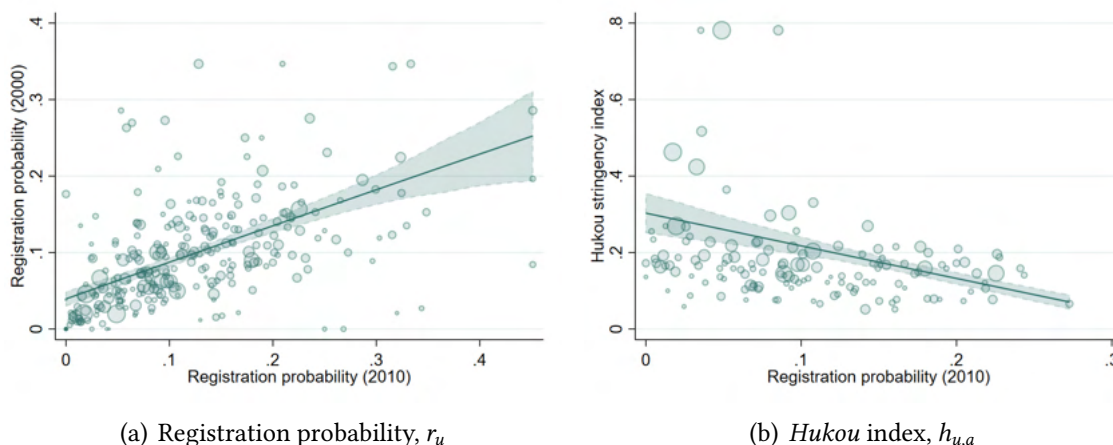 .4
.3
.2
.1
0
Registration probability (2000)
0 .1 .2 .3 .4
Registration probability (2010)
(a) Registration probability, r_u
.8
.6
.4
.2
0
Hukou stringency index
0 .1 .2 .3
Registration probability (2010)
(b) Hukou index, h_{u,a}